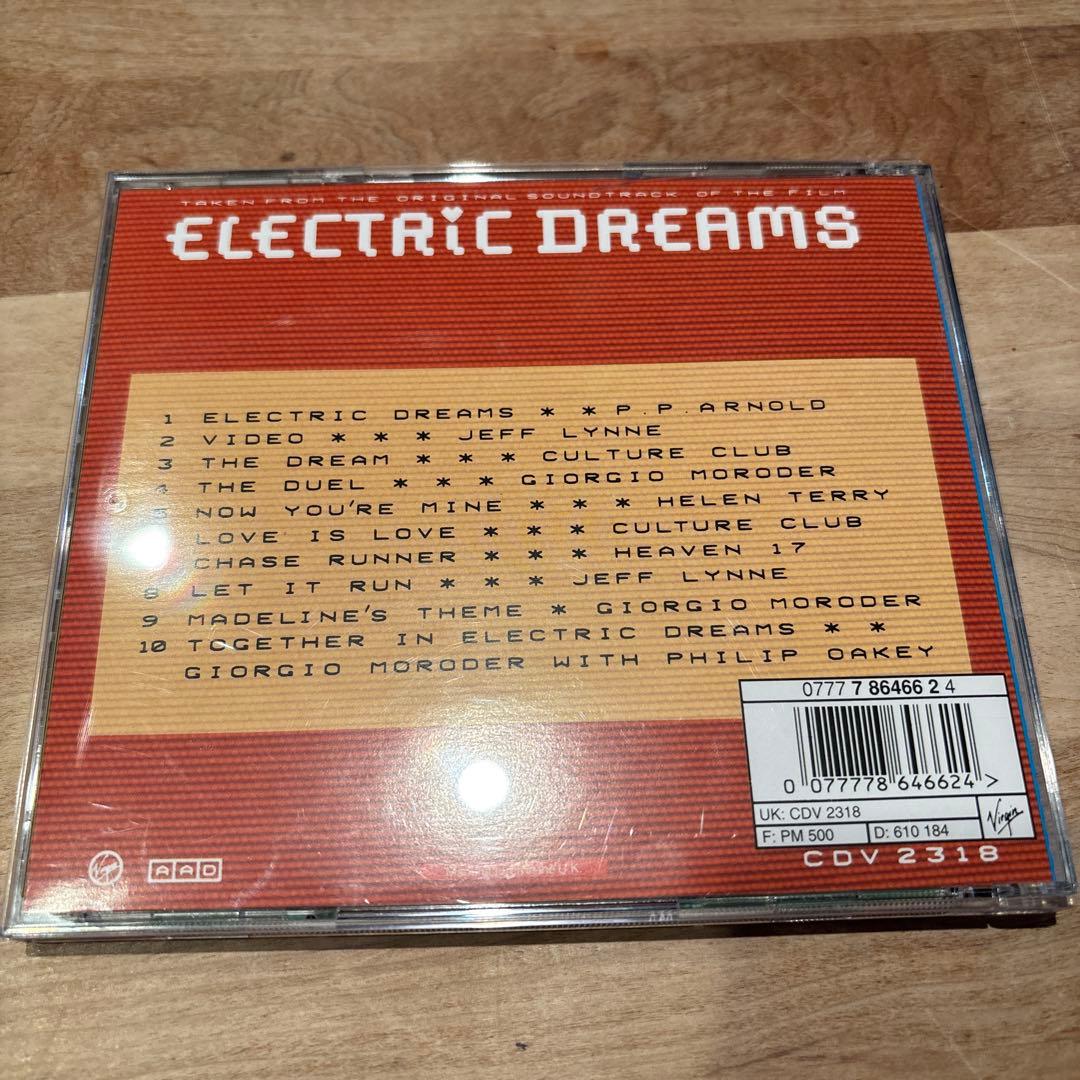 TAKEN FROM THE ORIGINAL SOUNDTRACK OF THE FILM
ELECTRiC DREAMS
1 ELECTRIC DREAMS * * P.P.ARNOLD
2 VIDEO * * * JEFF LYNNE
3 THE DREAM * * * CULTURE CLUB
4 THE DUEL * * * GIORGIO MORODER
5 NOW YOU'RE MINE * * * HELEN TERRY
LOVE IS LOVE * * * CULTURE CLUB
CHASE RUNNER * * * HEAVEN 17
8 LET IT RUN * * * JEFF LYNNE
9 MADELINE'S THEME * GIORGIO MORODER
10 TOGETHER IN ELECTRIC DREAMS * *
GIORGIO MORODER WITH PHILIP OAKEY
0777 7 86466 2 4
0 077778 646624 >
UK: CDV 2318
F: PM 500 D: 610 184
Virgin
CDV 2318
Virgin AAD